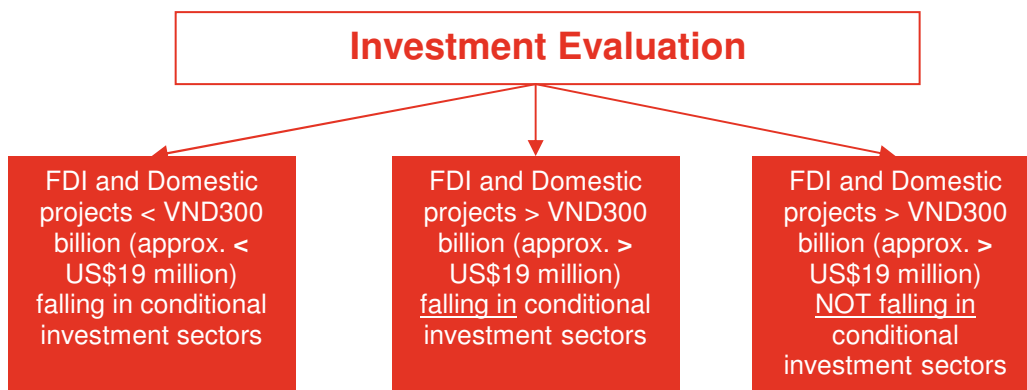 Investment Evaluation
FDI and Domestic
projects < VND300
billion (approx. <
US$19 million)
falling in conditional
investment sectors
FDI and Domestic
projects > VND300
billion (approx. >
US$19 million)
falling in conditional
investment sectors
FDI and Domestic
projects > VND300
billion (approx. >
US$19 million)
NOT falling in
conditional
investment sectors